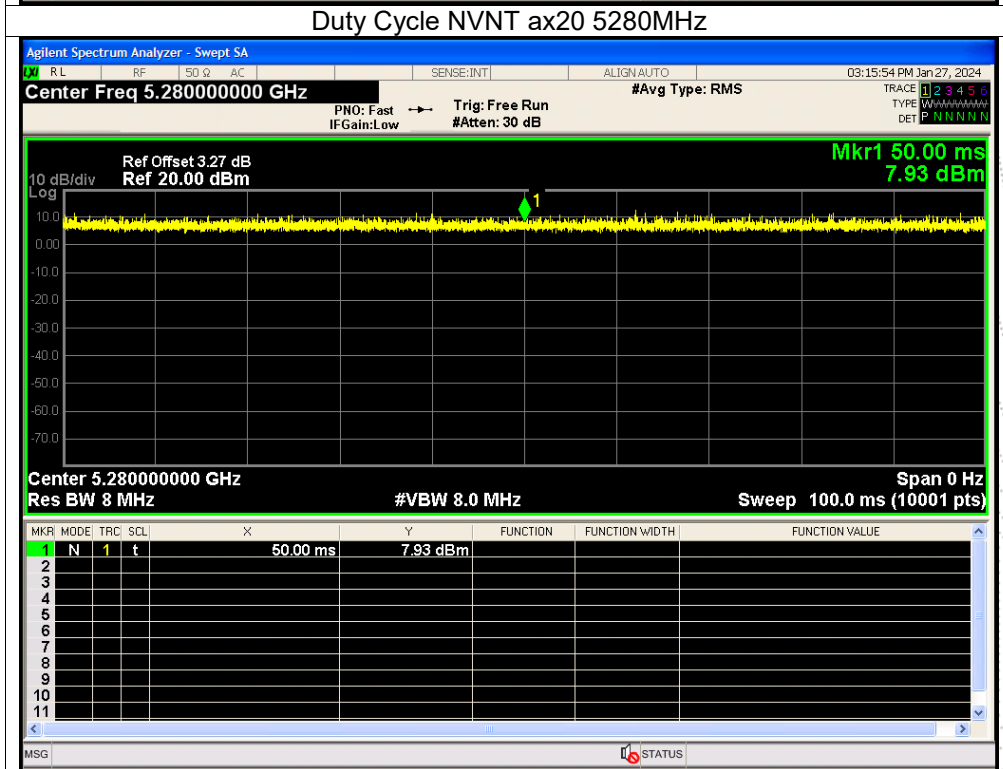 Duty Cycle NVNT ax20 5280MHz
Agilent Spectrum Analyzer - Swept SA
LXI RL RF 50 Ω AC SENSE:INT ALIGN AUTO 03:15:54 PM Jan 27, 2024
Center Freq 5.280000000 GHz #Avg Type: RMS TRACE 1 2 3 4 5 6
PNO: Fast Trig: Free Run TYPE WWWWWW
IFGain:Low #Atten: 30 dB DET P N N N N N
Mkr1 50.00 ms
Ref Offset 3.27 dB 7.93 dBm
10 dB/div Ref 20.00 dBm
Log
1
10.0
0.00
-10.0
-20.0
-30.0
-40.0
-50.0
-60.0
-70.0
Center 5.280000000 GHz Span 0 Hz
Res BW 8 MHz #VBW 8.0 MHz Sweep 100.0 ms (10001 pts)
MKR MODE TRC SCL X Y FUNCTION FUNCTION WIDTH FUNCTION VALUE
1 N 1 t 50.00 ms 7.93 dBm
2
3
4
5
6
7
8
9
10
11
MSG STATUS